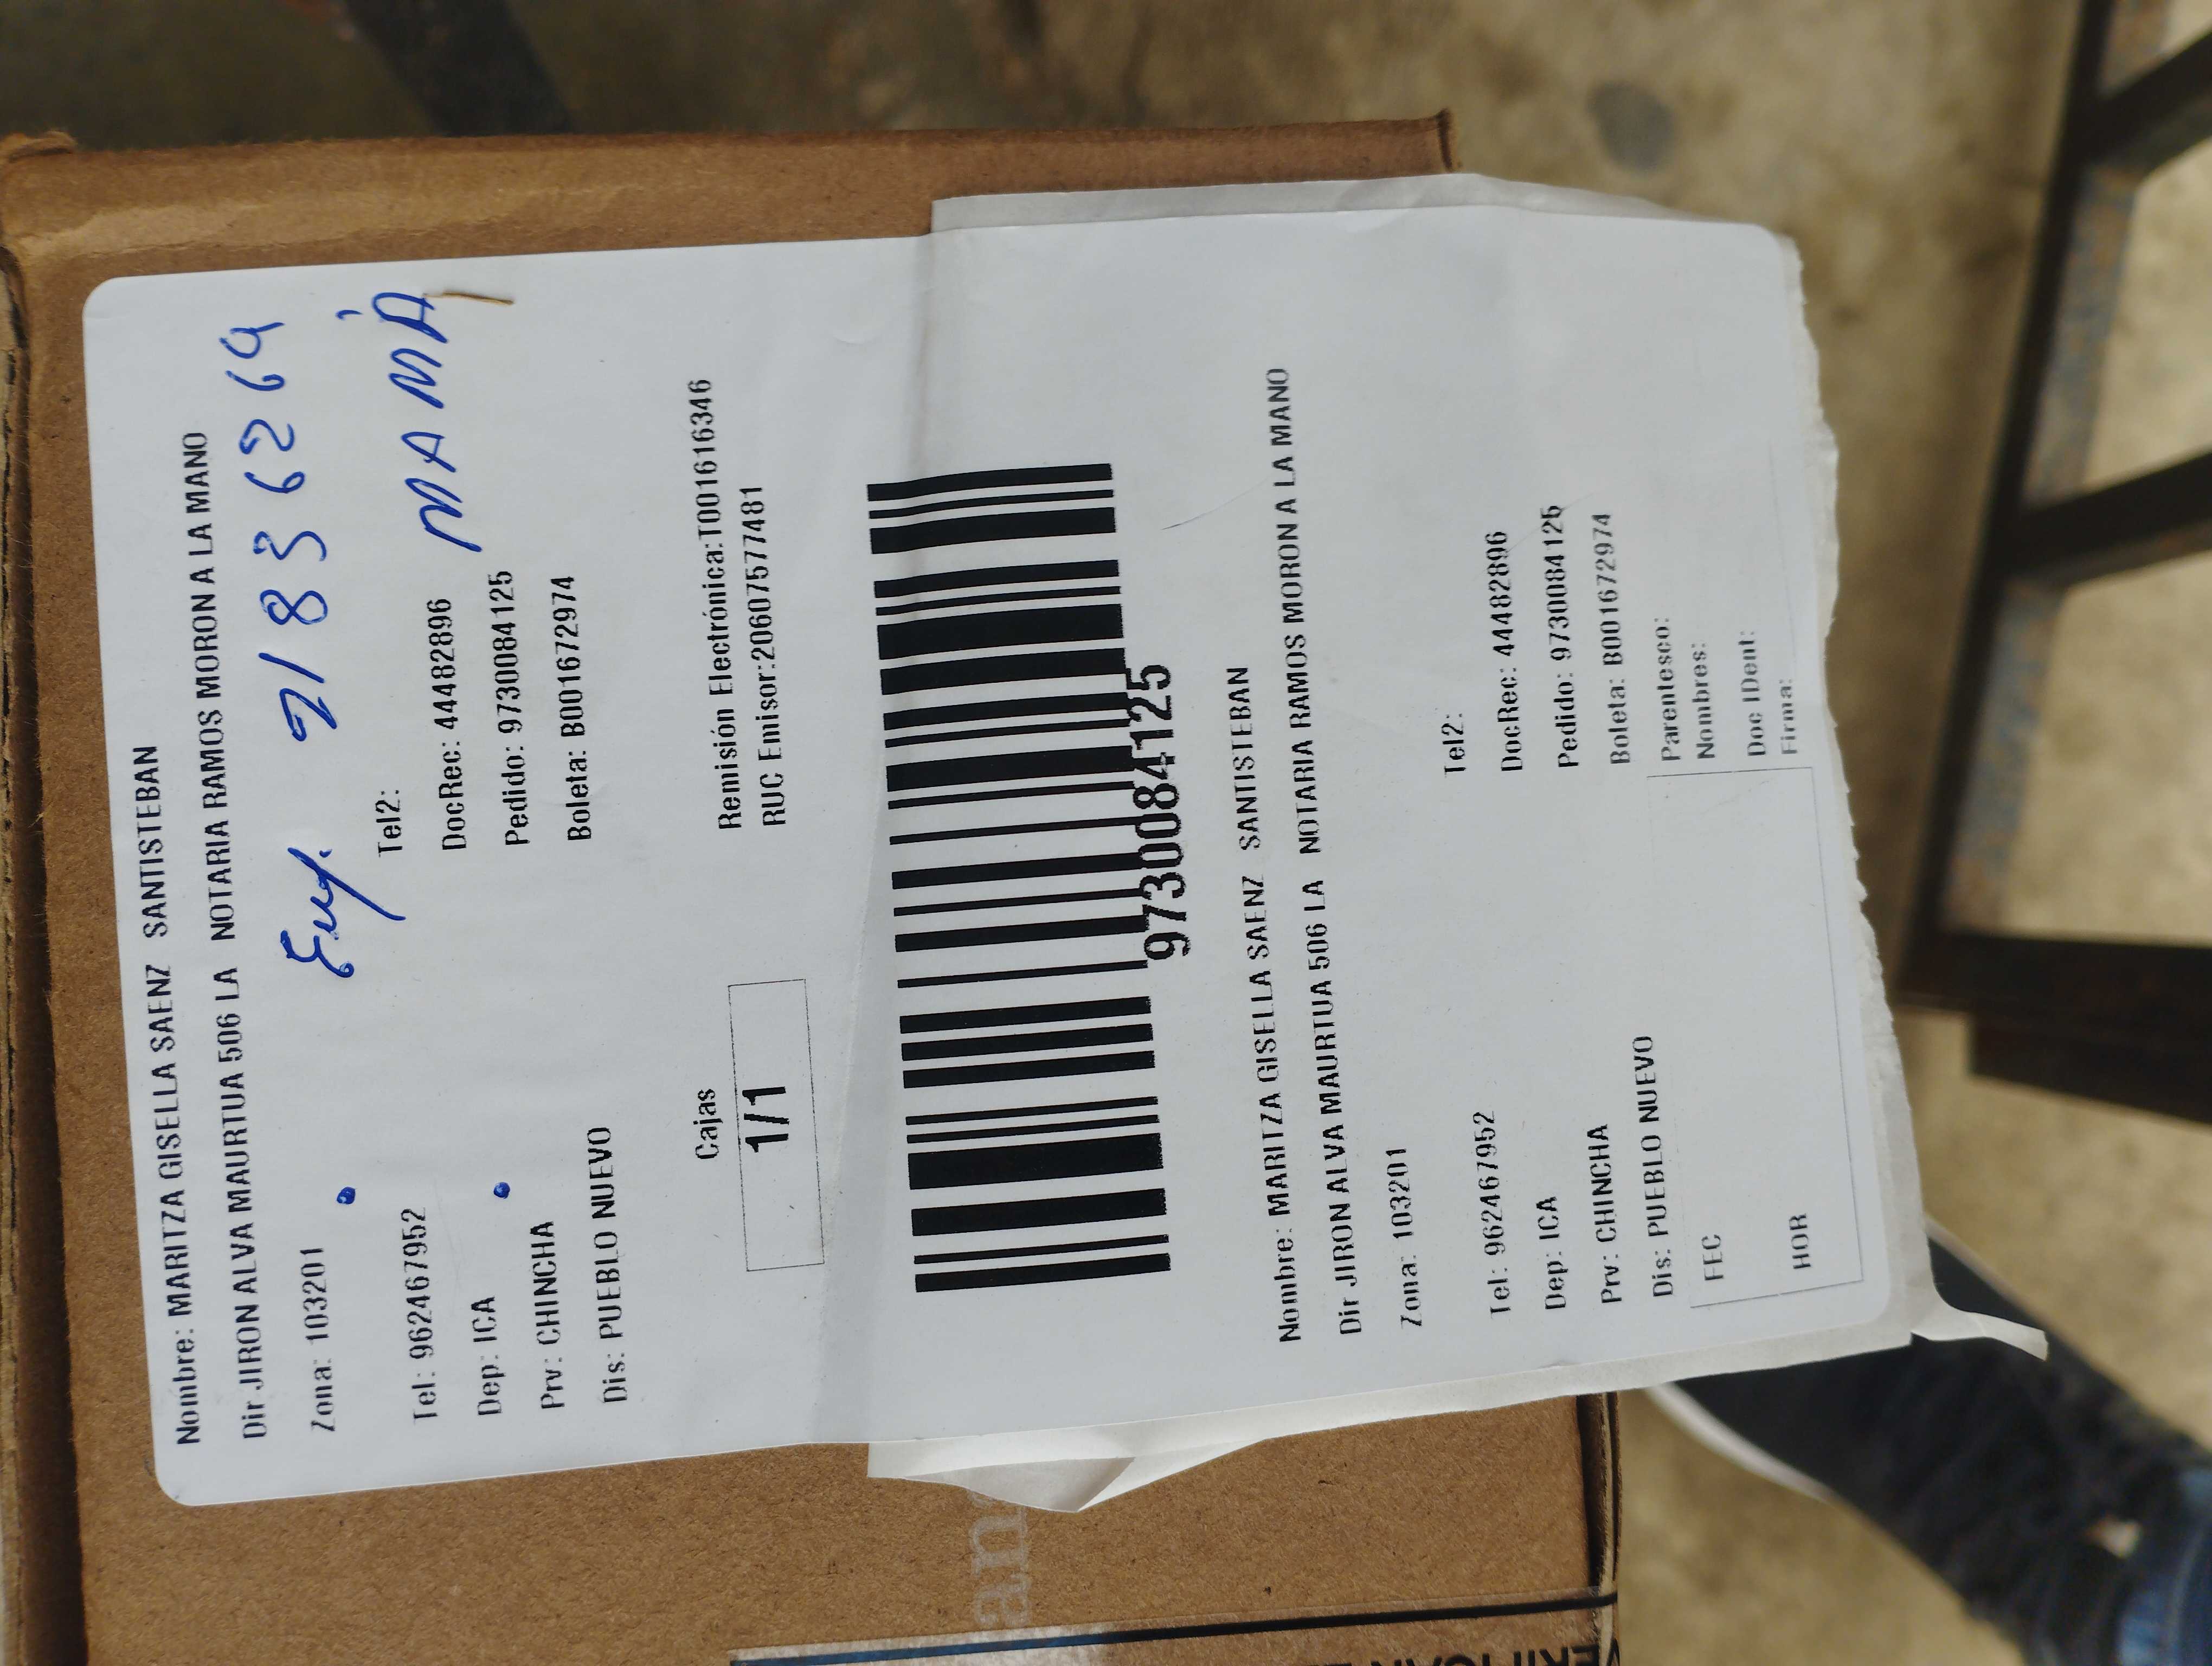 Nombre: MARITZA GISELLA SAENZ SANTISTEBAN
Dir JIRON ALVA MAURTUA 506 LA NOTARIA RAMOS MORON A LA MANO
Zona: 103201
21836269
MAMÁ
Tel: 962467952 Tel2:
Dep: ICA DocRec: 44482896
Prv: CHINCHA Pedido: 9730084125
Dis: PUEBLO NUEVO Boleta: B001672974
Cajas Remisión Electrónica:T001616346
1/1 RUC Emisor:20607577481
9730084125
Nombre: MARITZA GISELLA SAENZ SANTISTEBAN
Dir JIRON ALVA MAURTUA 506 LA NOTARIA RAMOS MORON A LA MANO
Zona: 103201
Tel: 962467952 Tel2:
Dep: ICA DocRec: 44482896
Prv: CHINCHA Pedido: 9730084125
Dis: PUEBLO NUEVO Boleta: B001672974
FEC Parentesco:
Nombres:
HOR Doc IDent:
Firma: